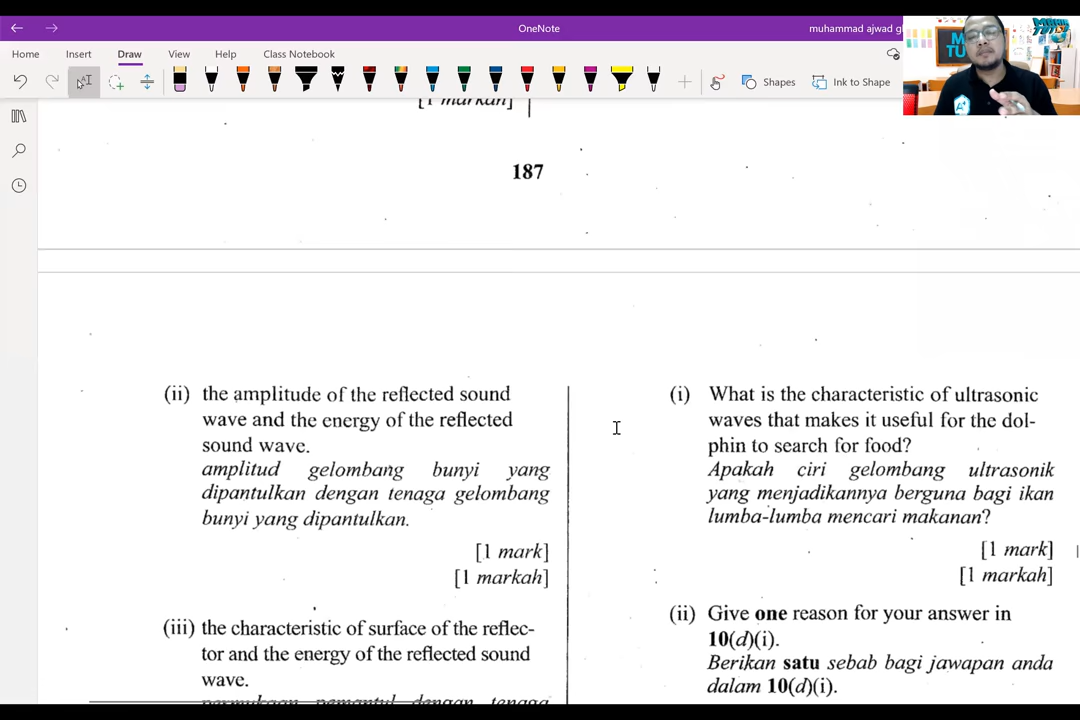 OneNote
muhammad ajwad
Home Insert Draw View Help Class Notebook
Shapes Ink to Shape
[1 markah]
187
(ii) the amplitude of the reflected sound
wave and the energy of the reflected
sound wave.
amplitud gelombang bunyi yang
dipantulkan dengan tenaga gelombang
bunyi yang dipantulkan.
[1 mark]
[1 markah]
(iii) the characteristic of surface of the reflec-
tor and the energy of the reflected sound
wave.
permukaan pemantul dengan tenaga
(i) What is the characteristic of ultrasonic
waves that makes it useful for the dol-
phin to search for food?
Apakah ciri gelombang ultrasonik
yang menjadikannya berguna bagi ikan
lumba-lumba mencari makanan?
[1 mark]
[1 markah]
(ii) Give one reason for your answer in
10(d)(i).
Berikan satu sebab bagi jawapan anda
dalam 10(d)(i).